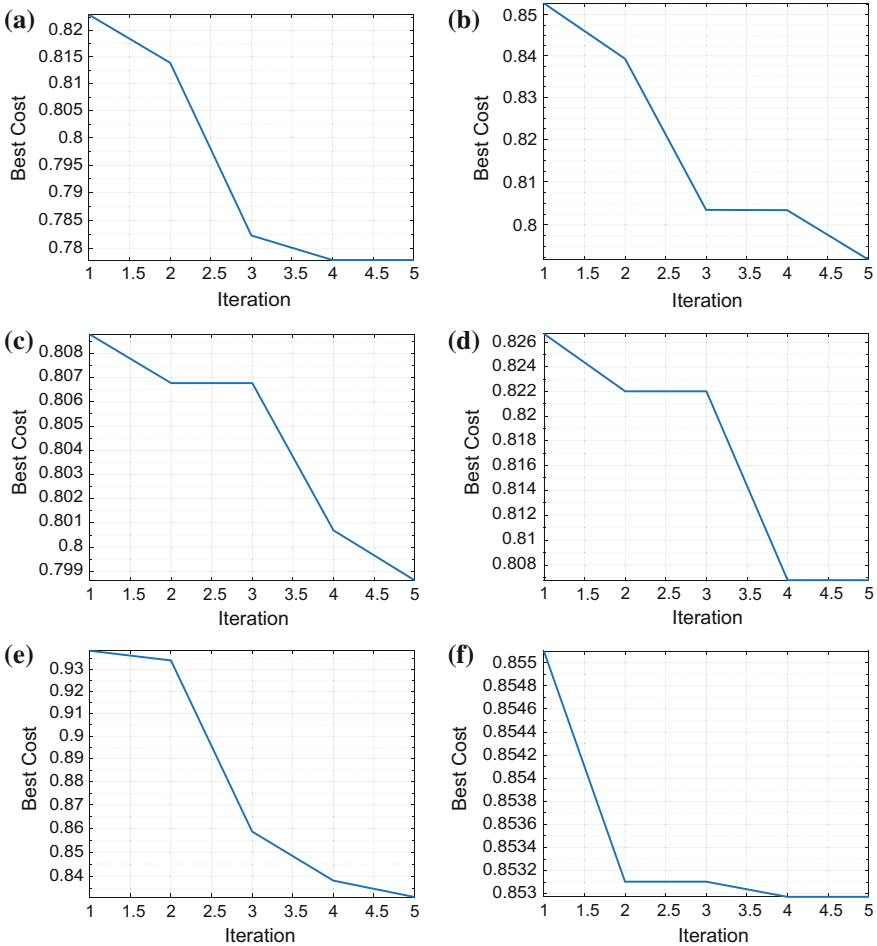 (a)
0.82
0.815
0.81
0.805
0.8
0.795
0.79
0.785
0.78
Best Cost
1 1.5 2 2.5 3 3.5 4 4.5 5
Iteration
(b)
0.85
0.84
0.83
0.82
0.81
0.8
Best Cost
1 1.5 2 2.5 3 3.5 4 4.5 5
Iteration
(c)
0.808
0.807
0.806
0.805
0.804
0.803
0.802
0.801
0.8
0.799
Best Cost
1 1.5 2 2.5 3 3.5 4 4.5 5
Iteration
(d)
0.826
0.824
0.822
0.82
0.818
0.816
0.814
0.812
0.81
0.808
Best Cost
1 1.5 2 2.5 3 3.5 4 4.5 5
Iteration
(e)
0.93
0.92
0.91
0.9
0.89
0.88
0.87
0.86
0.85
0.84
Best Cost
1 1.5 2 2.5 3 3.5 4 4.5 5
Iteration
(f)
0.855
0.8548
0.8546
0.8544
0.8542
0.854
0.8538
0.8536
0.8534
0.8532
0.853
Best Cost
1 1.5 2 2.5 3 3.5 4 4.5 5
Iteration